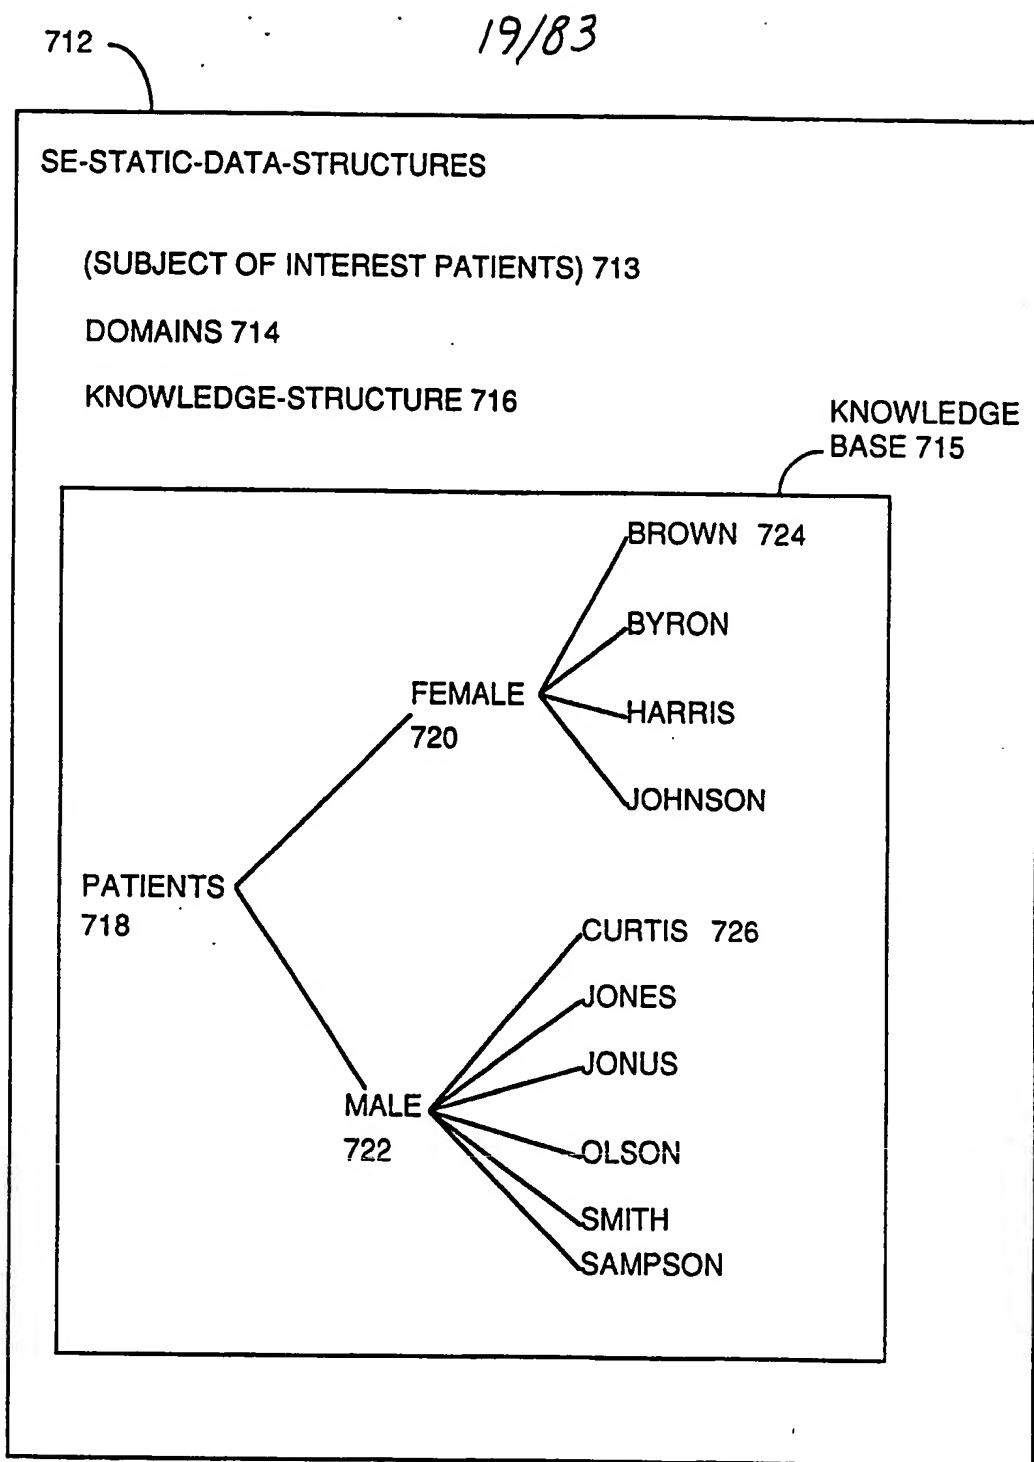 19/83
712
SE-STATIC-DATA-STRUCTURES
(SUBJECT OF INTEREST PATIENTS) 713
DOMAINS 714
KNOWLEDGE-STRUCTURE 716
KNOWLEDGE
BASE 715
BROWN 724
BYRON
FEMALE
720
HARRIS
JOHNSON
PATIENTS
718
CURTIS 726
JONES
JONUS
MALE
722
OLSON
SMITH
SAMPSON